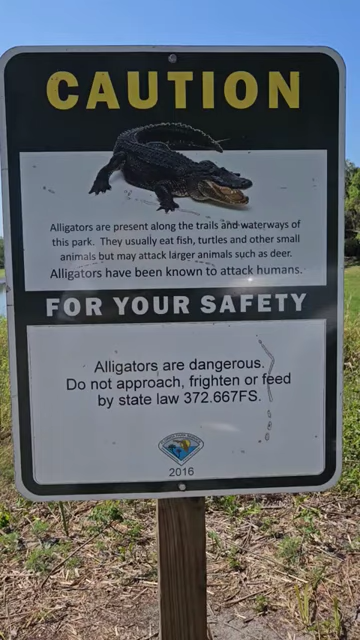 CAUTION
Alligators are present along the trails and waterways of
this park. They usually eat fish, turtles and other small
animals but may attack larger animals such as deer.
Alligators have been known to attack humans.
FOR YOUR SAFETY
Alligators are dangerous.
Do not approach, frighten or feed
by state law 372.667FS.
2016